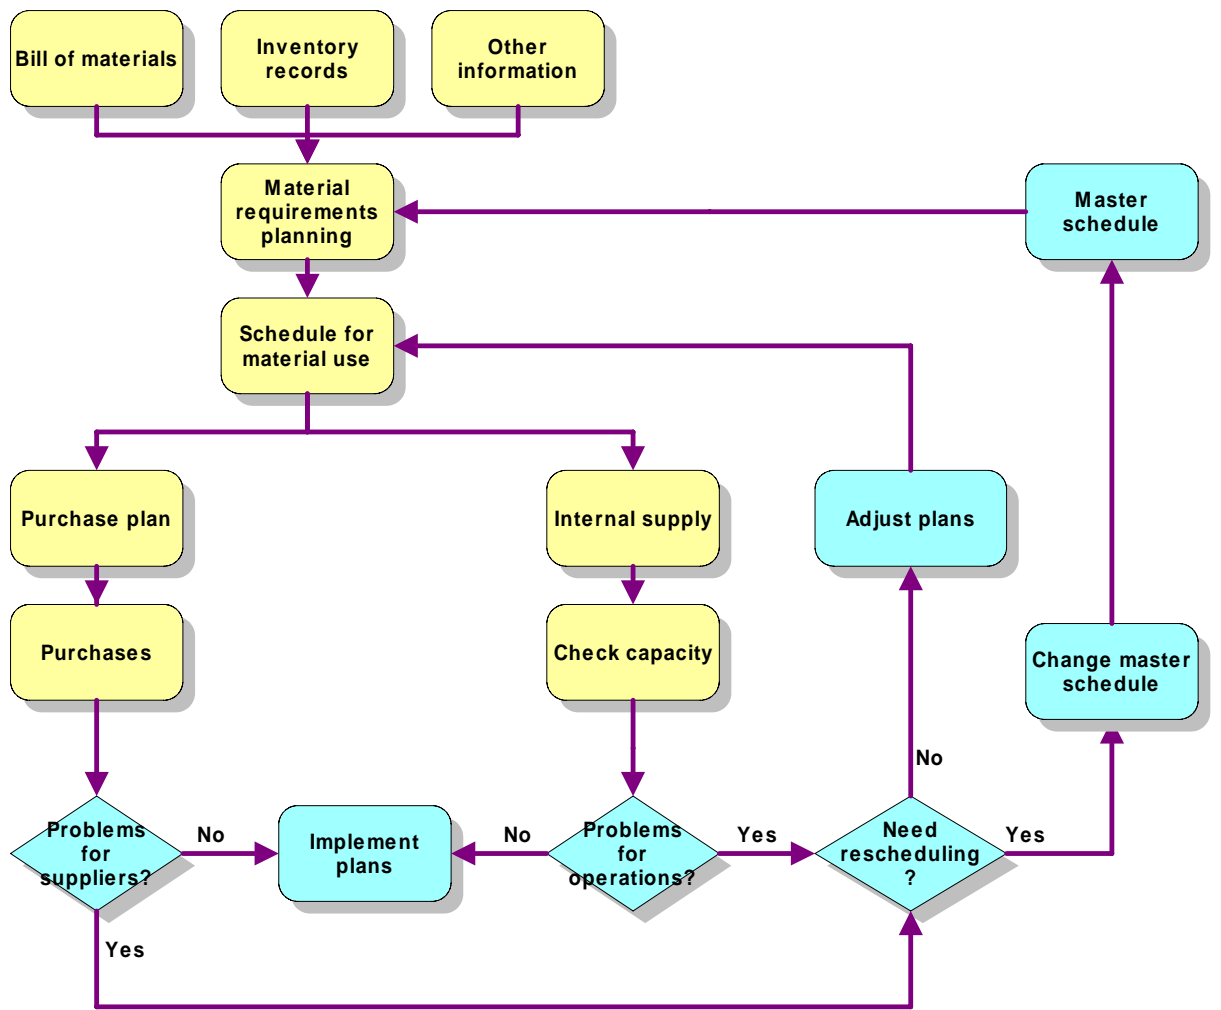 Bill of materials
Inventory
records
Other
information
Material
requirements
planning
Master
schedule
Schedule for
material use
Purchase plan
Internal supply
Adjust plans
Purchases
Check capacity
Change master
schedule
No
Problems
for
suppliers?
No
Implement
plans
No
Problems
for
operations?
Yes
Need
rescheduling
?
Yes
Yes